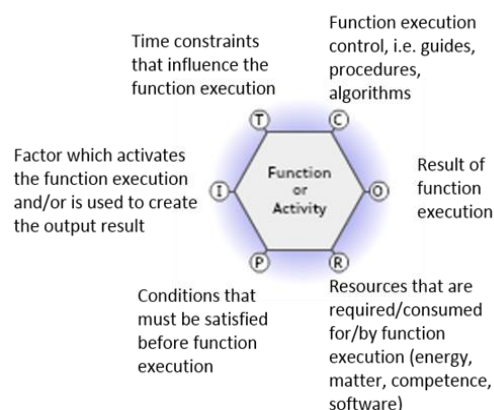 Function execution
control, i.e. guides,
procedures,
algorithms
Time constraints
that influence the
function execution
T
C
Factor which activates
the function execution
and/or is used to create
the output result
I
Function
or
Activity
O
Result of
function
execution
P
R
Conditions that
must be satisfied
before function
execution
Resources that are
required/consumed
for/by function
execution (energy,
matter, competence,
software)